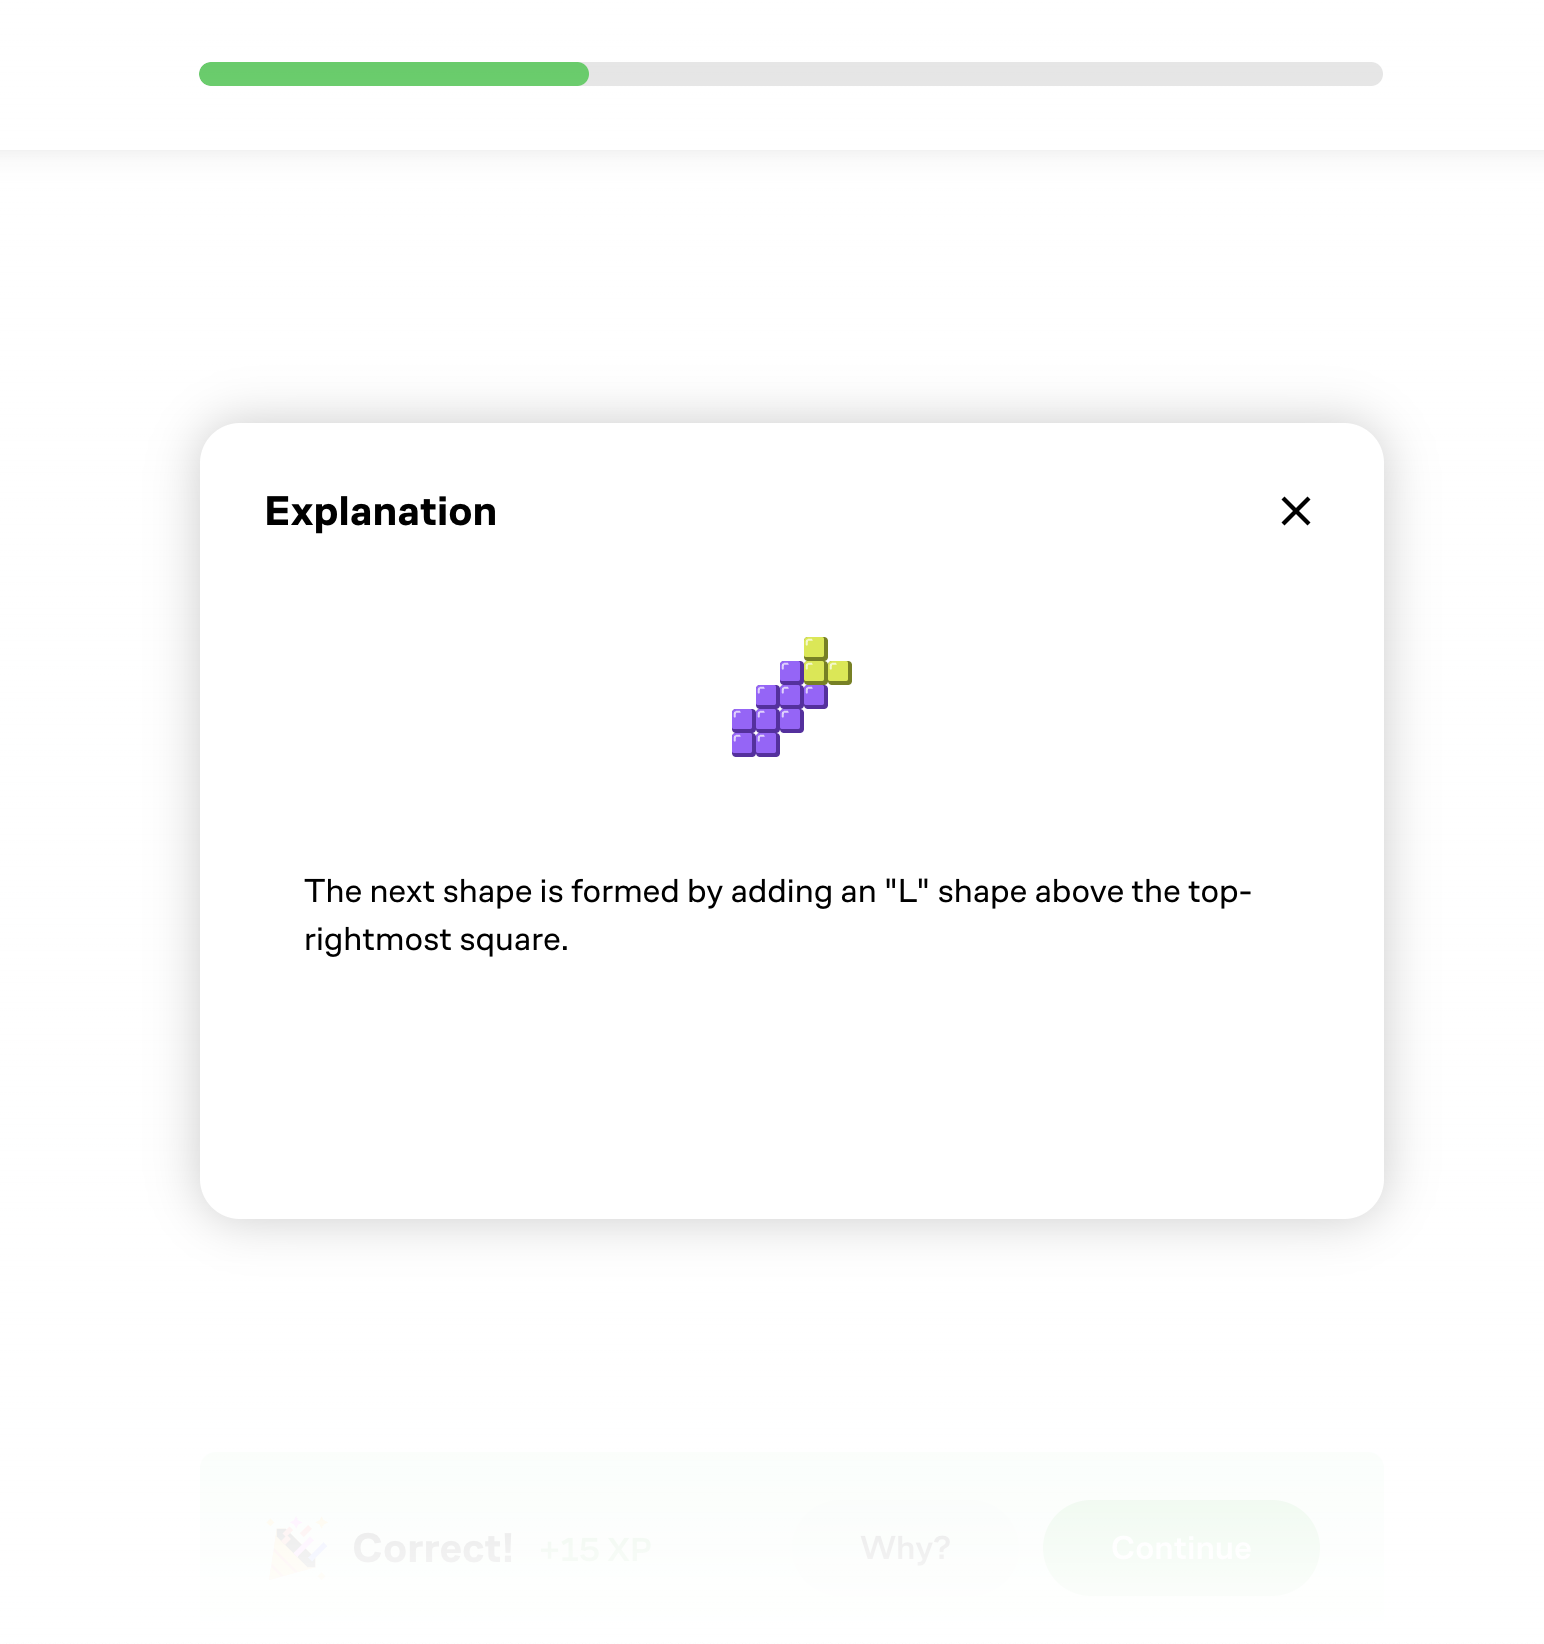 Explanation
The next shape is formed by adding an "L" shape above the top-
rightmost square.
Correct! +15 XP Why? Continue